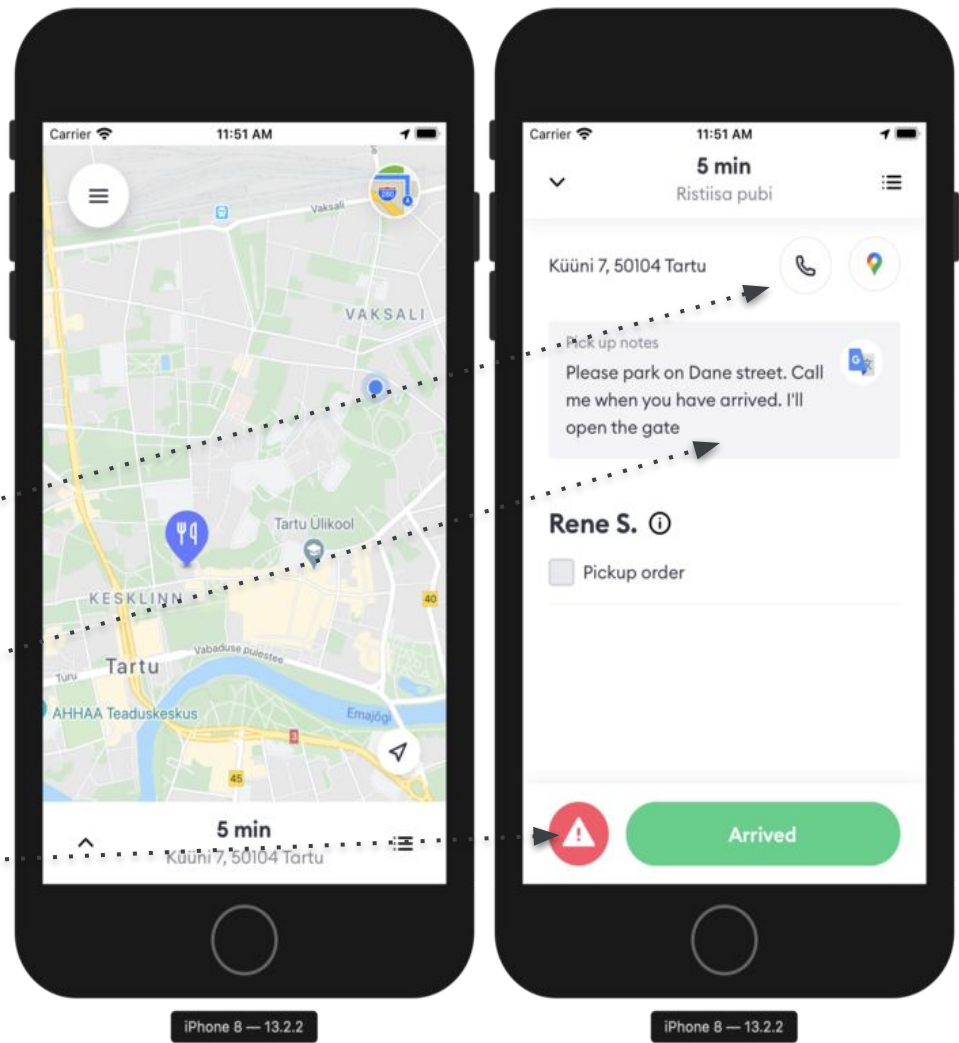 Carrier
11:51 AM
Vaksali
280
VAKSALI
Tartu Ülikool
KESKLINN
40
Tartu
Vabaduse puiestee
Turu
AHHAA Teaduskeskus
Emajõgi
3
45
5 min
Küüni 7, 50104 Tartu
iPhone 8 — 13.2.2
Carrier
11:51 AM
5 min
Ristiisa pubi
Küüni 7, 50104 Tartu
Pick up notes
Please park on Dane street. Call
me when you have arrived. I'll
open the gate
G
Rene S.
Pickup order
Arrived
iPhone 8 — 13.2.2